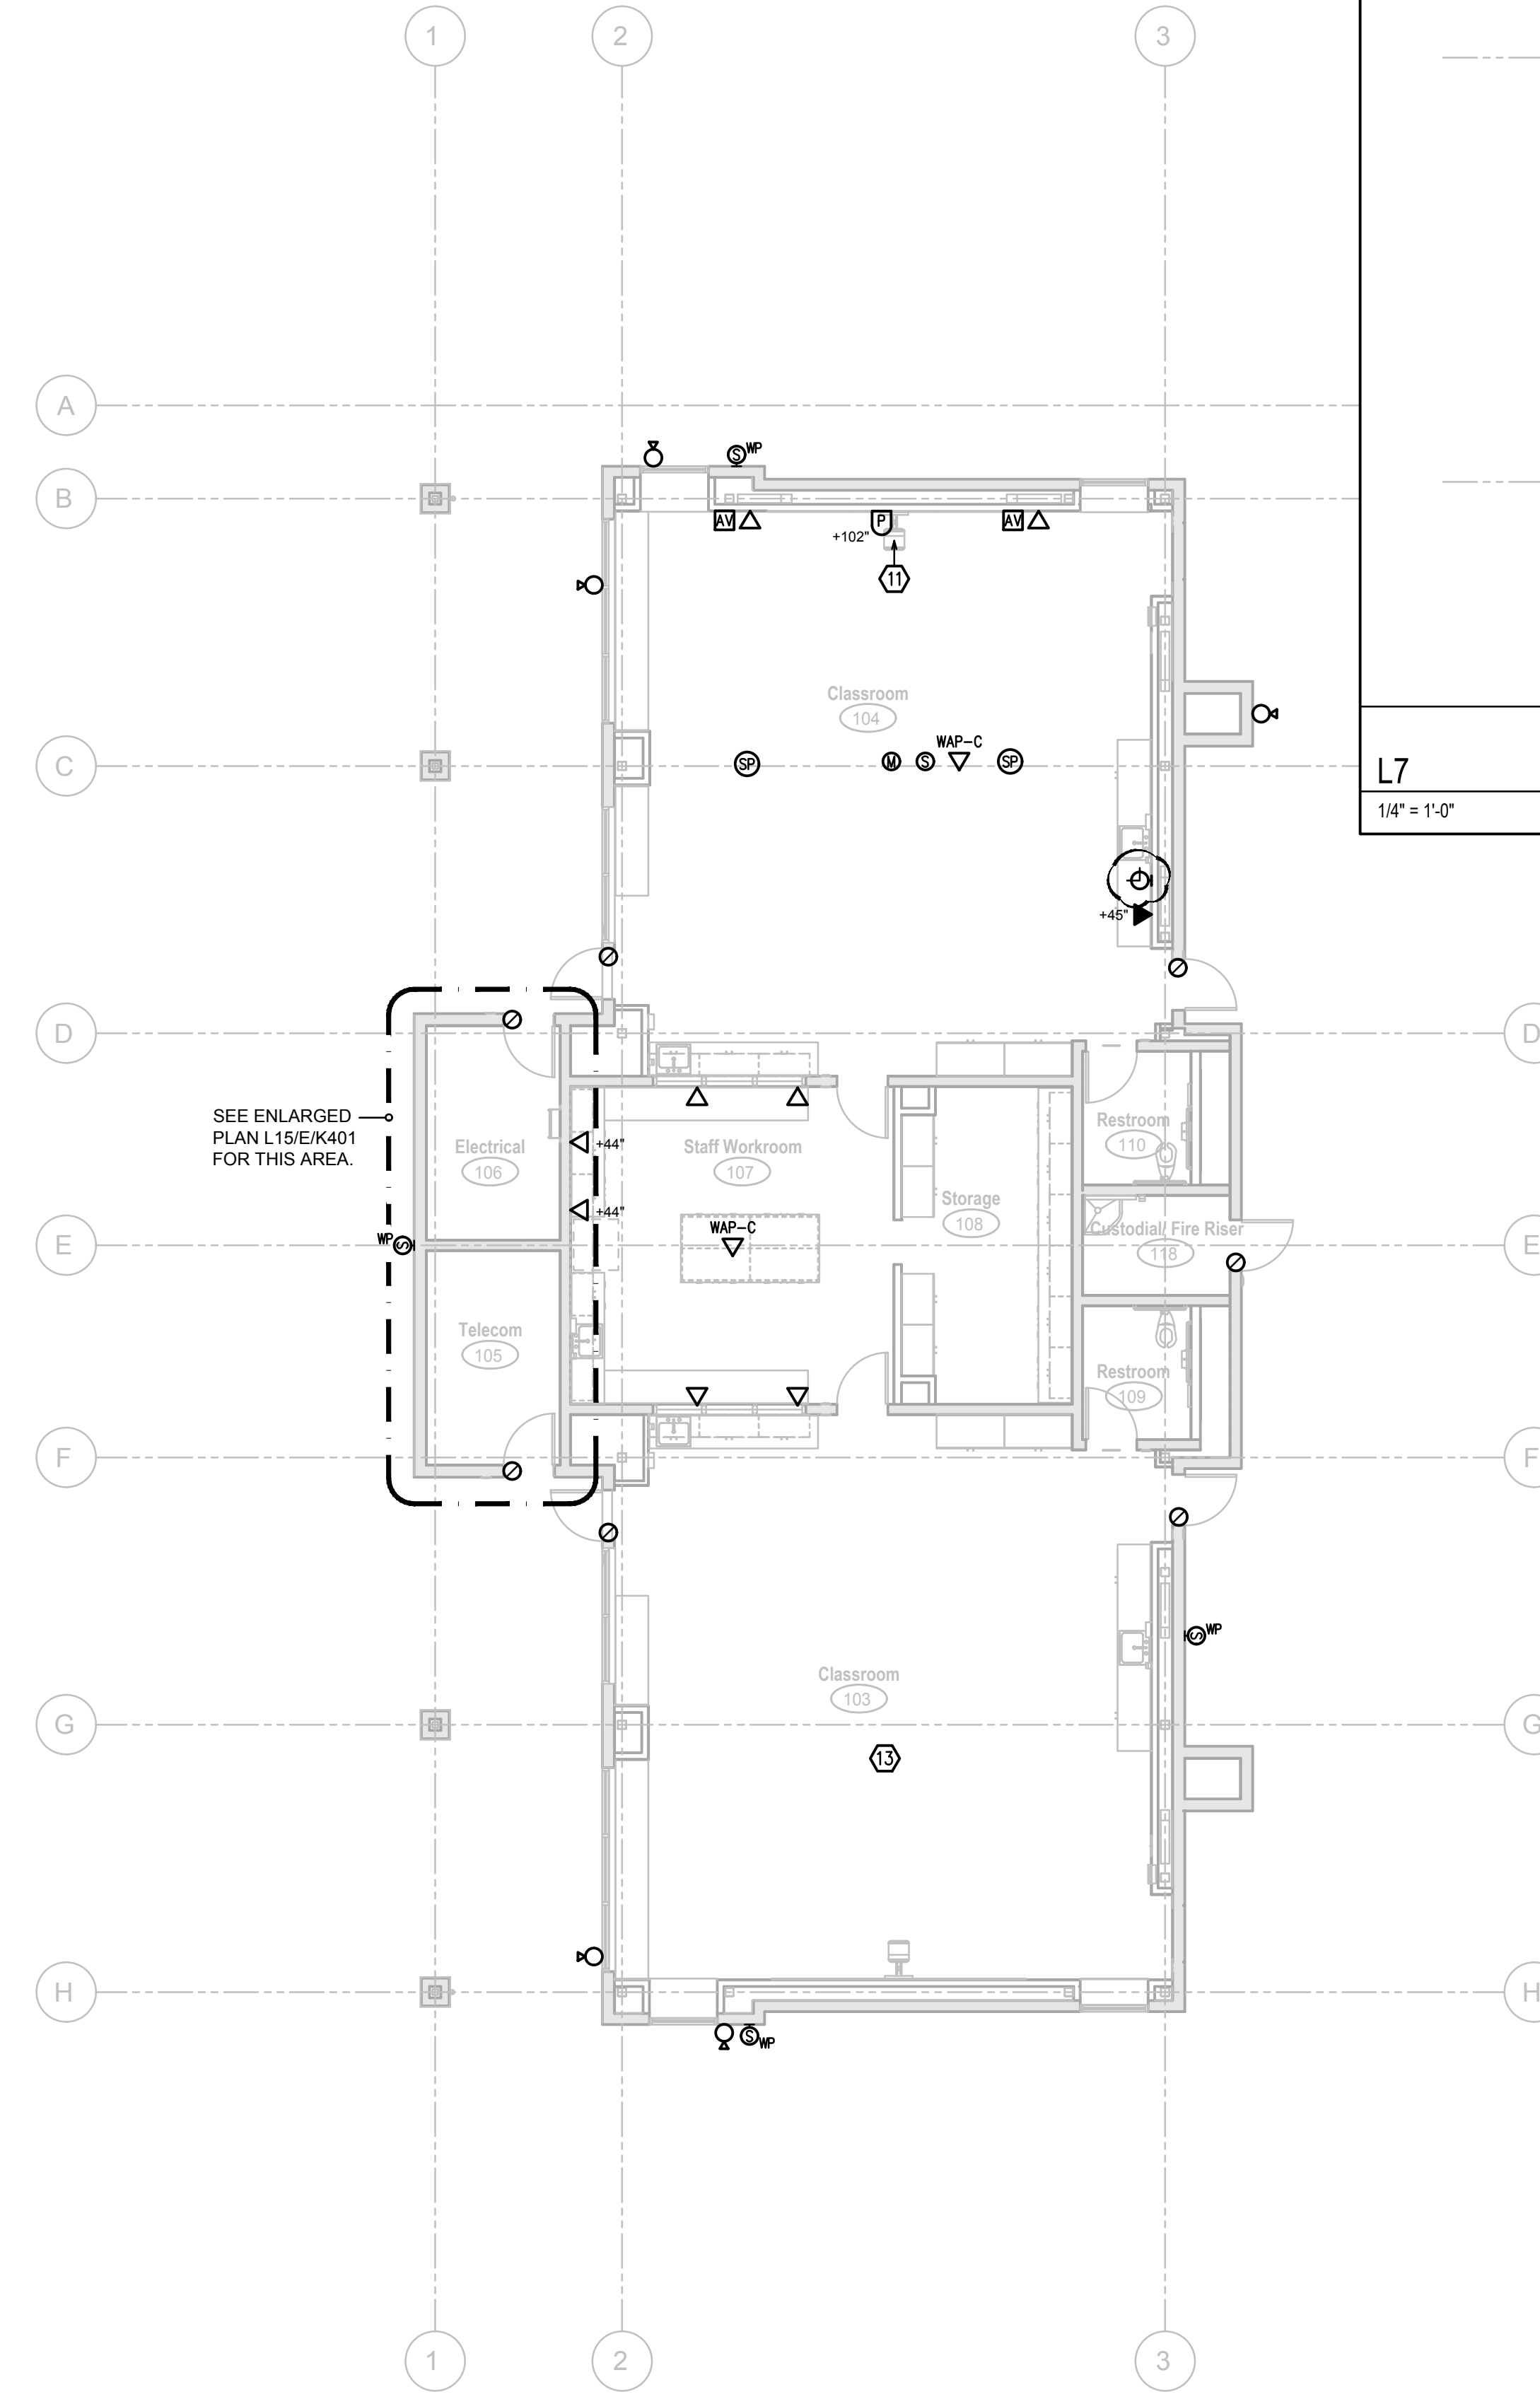 1
2
3
A
B
WP
S
AV
P
AV
+102"
11
Classroom
104
WAP-C
C
SP
M
S
SP
L7
1/4" = 1'-0"
+45"
D
D
SEE ENLARGED
PLAN L15/E/K401
FOR THIS AREA.
Electrical
106
+44"
+44"
Staff Workroom
107
Restroom
110
Storage
108
WAP-C
Custodial/ Fire Riser
118
E
WP
S
E
Telecom
105
Restroom
109
F
F
S
WP
Classroom
103
G
G
13
H
H
S
WP
1
2
3